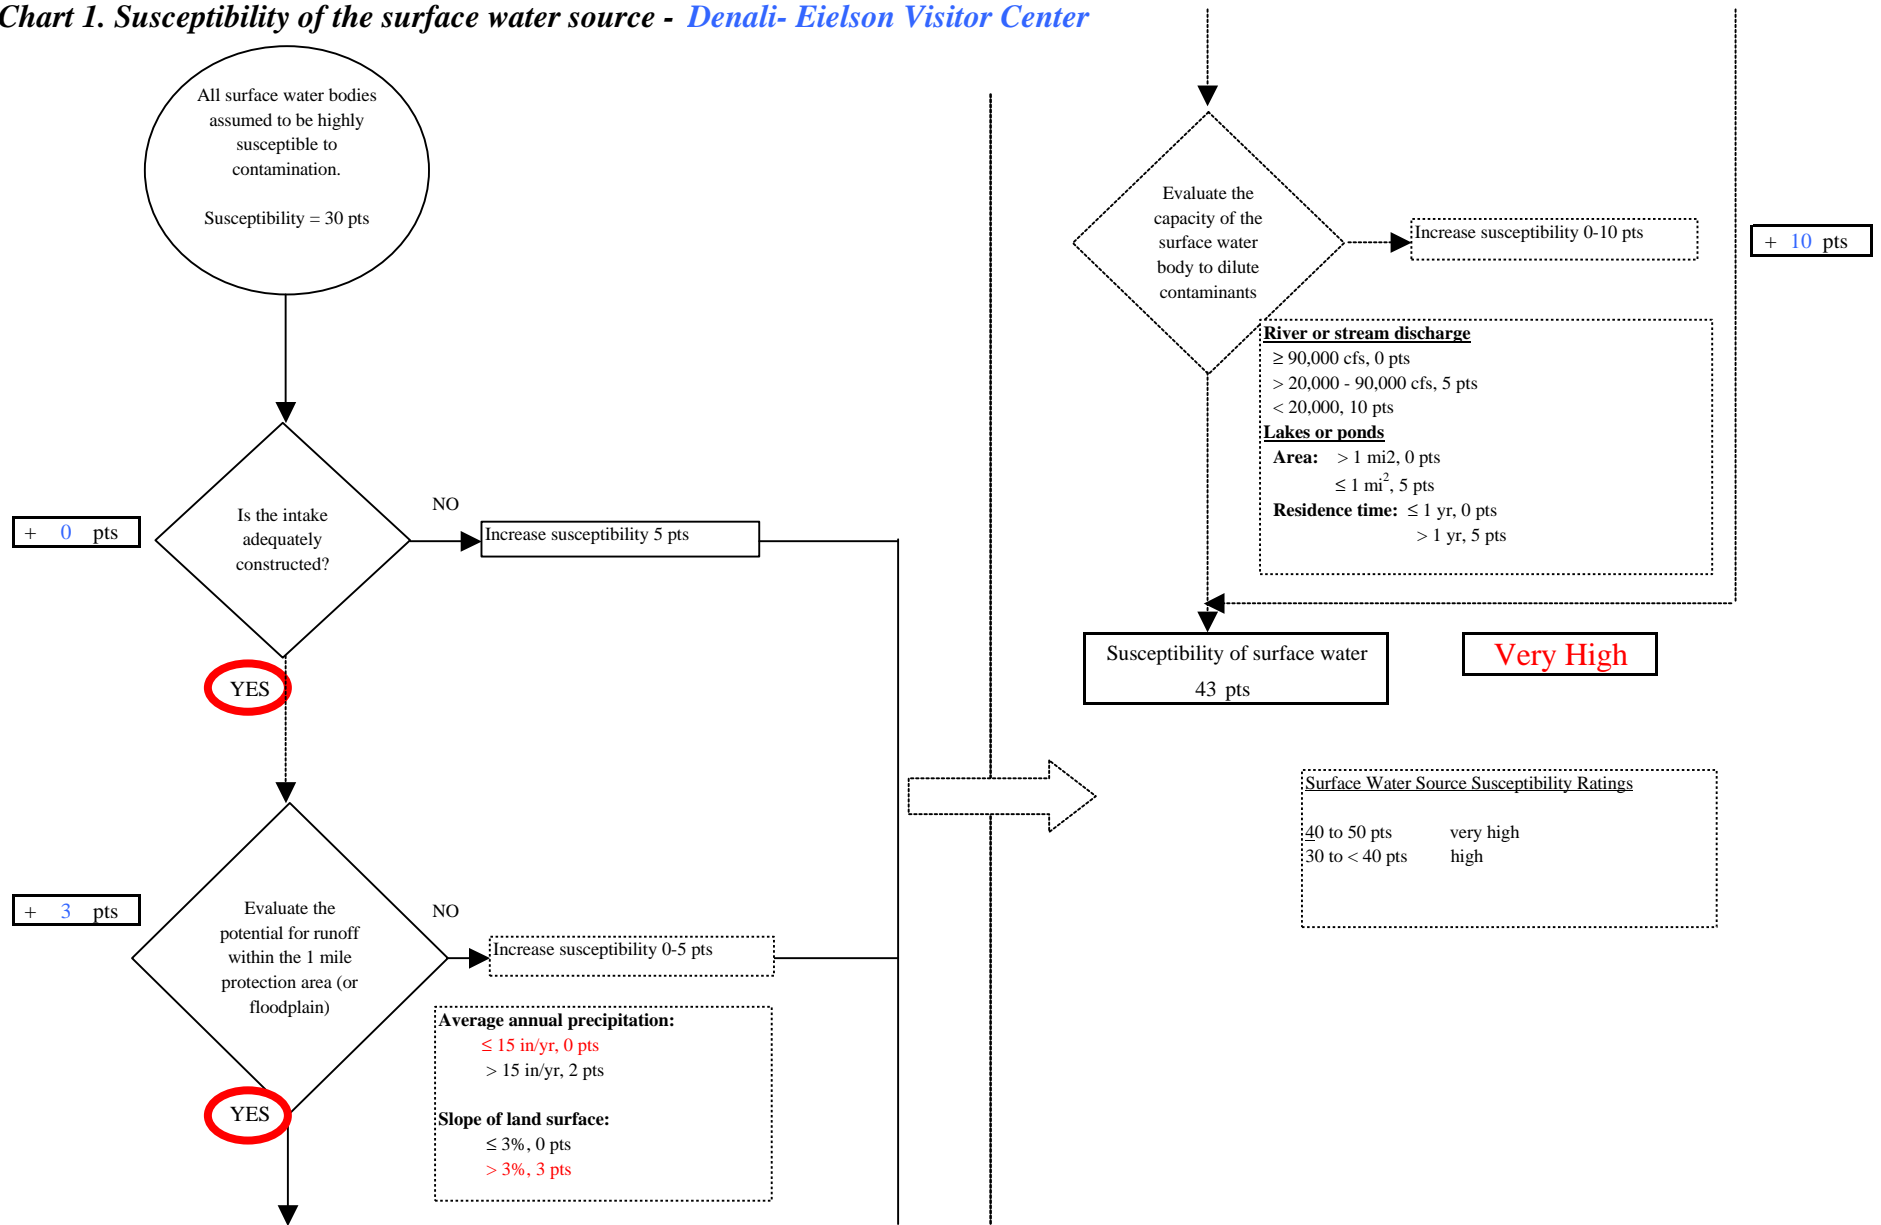 Chart 1. Susceptibility of the surface water source - Denali- Eielson Visitor Center
All surface water bodies
assumed to be highly
susceptible to
contamination.
Susceptibility = 30 pts
Is the intake
adequately
constructed?
+ 0 pts
NO
Increase susceptibility 5 pts
YES
Evaluate the
potential for runoff
within the 1 mile
protection area (or
floodplain)
+ 3 pts
NO
Increase susceptibility 0-5 pts
Average annual precipitation:
≤ 15 in/yr, 0 pts
> 15 in/yr, 2 pts
Slope of land surface:
≤ 3%, 0 pts
> 3%, 3 pts
YES
Evaluate the
capacity of the
surface water
body to dilute
contaminants
Increase susceptibility 0-10 pts
+ 10 pts
River or stream discharge
≥ 90,000 cfs, 0 pts
> 20,000 - 90,000 cfs, 5 pts
< 20,000, 10 pts
Lakes or ponds
Area: > 1 mi2, 0 pts
≤ 1 mi², 5 pts
Residence time: ≤ 1 yr, 0 pts
> 1 yr, 5 pts
Susceptibility of surface water
43 pts
Very High
Surface Water Source Susceptibility Ratings
40 to 50 pts very high
30 to < 40 pts high